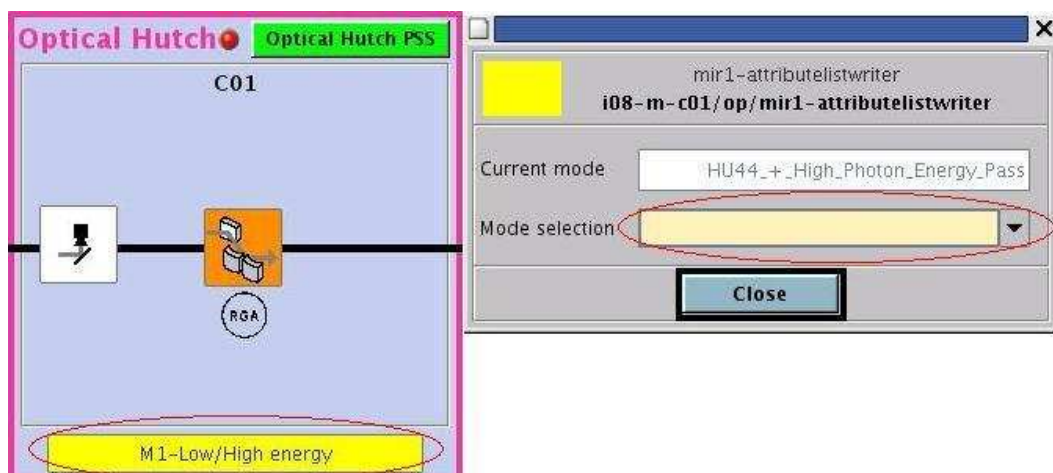 Optical Hutch
Optical Hutch PSS
C01
RGA
M1-Low/High energy
mir1-attributelistwriter
i08-m-c01/op/mir1-attributelistwriter
Current mode
HU44_+_High_Photon_Energy_Pass
Mode selection
Close